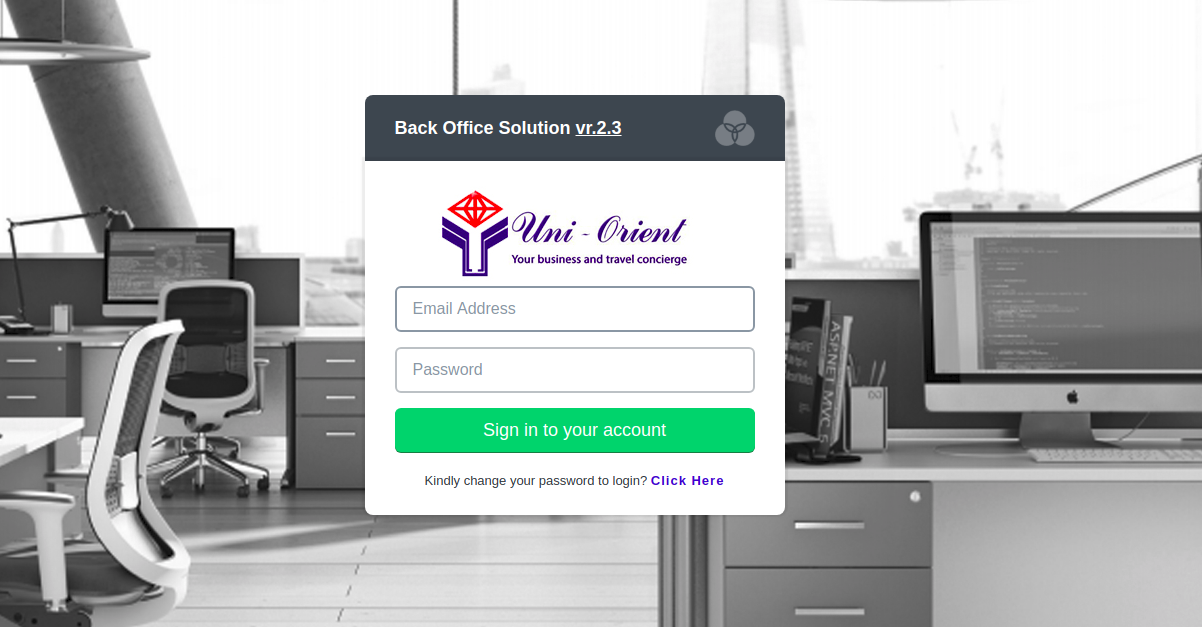 Back Office Solution vr.2.3
Uni - Orient
Your business and travel concierge
Email Address
Password
Sign in to your account
Kindly change your password to login? Click Here
ASP.NET MVC 5